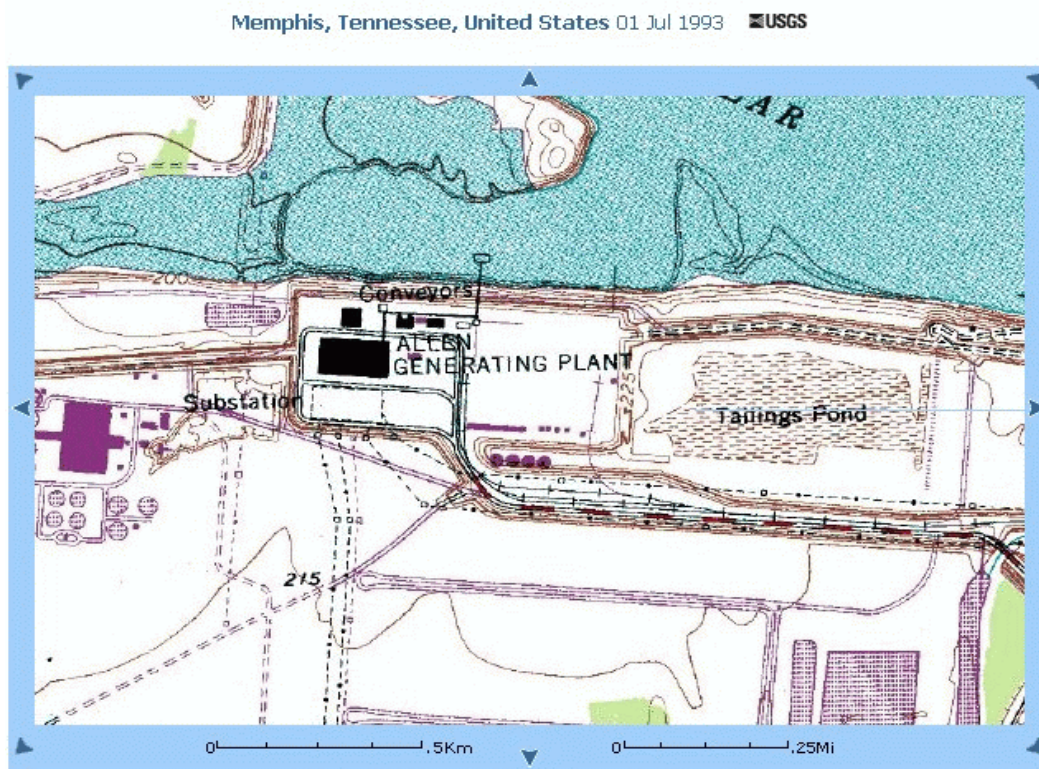 Memphis, Tennessee, United States 01 Jul 1993 USGS
LAR
200
Conveyors
ALLEN
GENERATING PLANT
225
Substation
Tailings Pond
215
0 .5Km 0 .25Mi